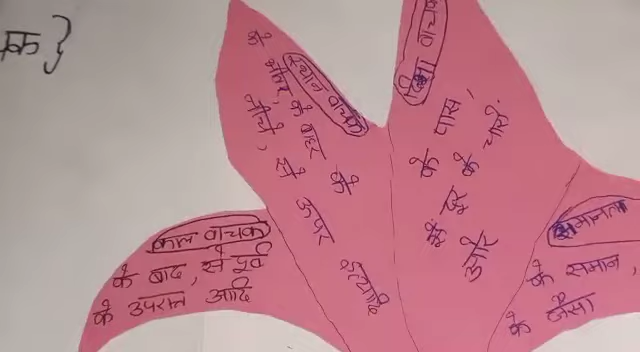 क}
काल वाचक
के बाद, से पूर्व
के उपरान्त आदि
स्थान वाचक
के भीतर, के बाहर
के
नीचे, से ऊपर
इत्यादि
दिशा वाचक
के पास,
के चारों
ओर
समानता
के समान,
के जैसा